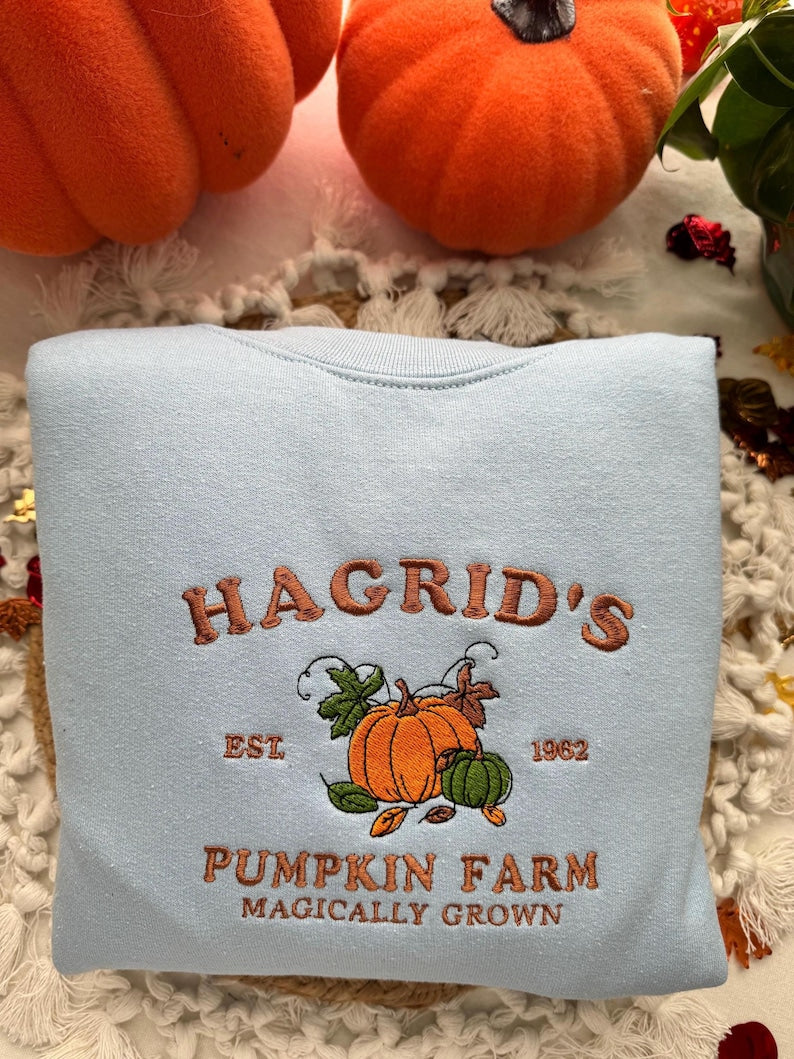 HAGRID'S
EST. 1962
PUMPKIN FARM
MAGICALLY GROWN